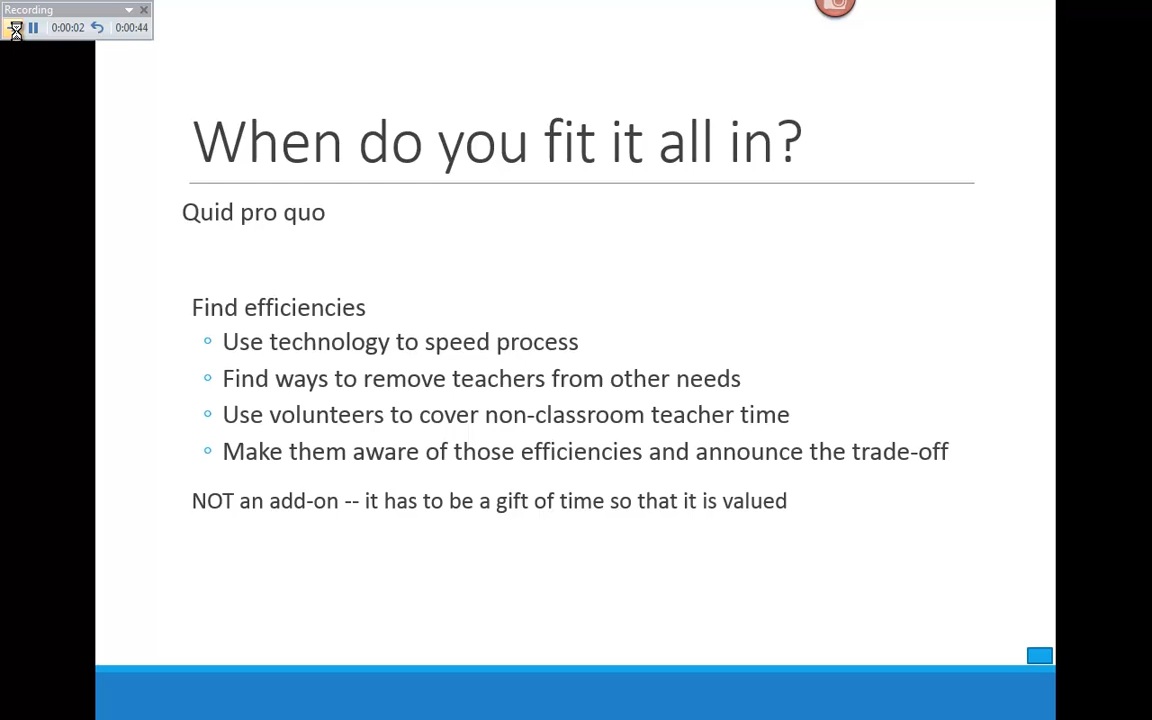 Recording
0:00:02 0:00:44
When do you fit it all in?
Quid pro quo
Find efficiencies
Use technology to speed process
Find ways to remove teachers from other needs
Use volunteers to cover non-classroom teacher time
Make them aware of those efficiencies and announce the trade-off
NOT an add-on -- it has to be a gift of time so that it is valued